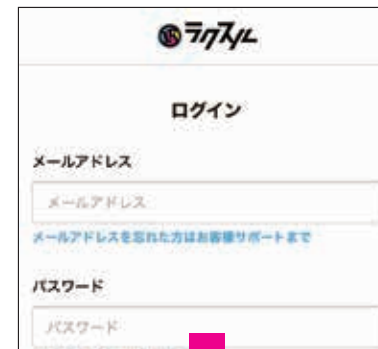 ラクスル
ログイン
メールアドレス
メールアドレス
メールアドレスを忘れた方はお客様サポートまで
パスワード
パスワード